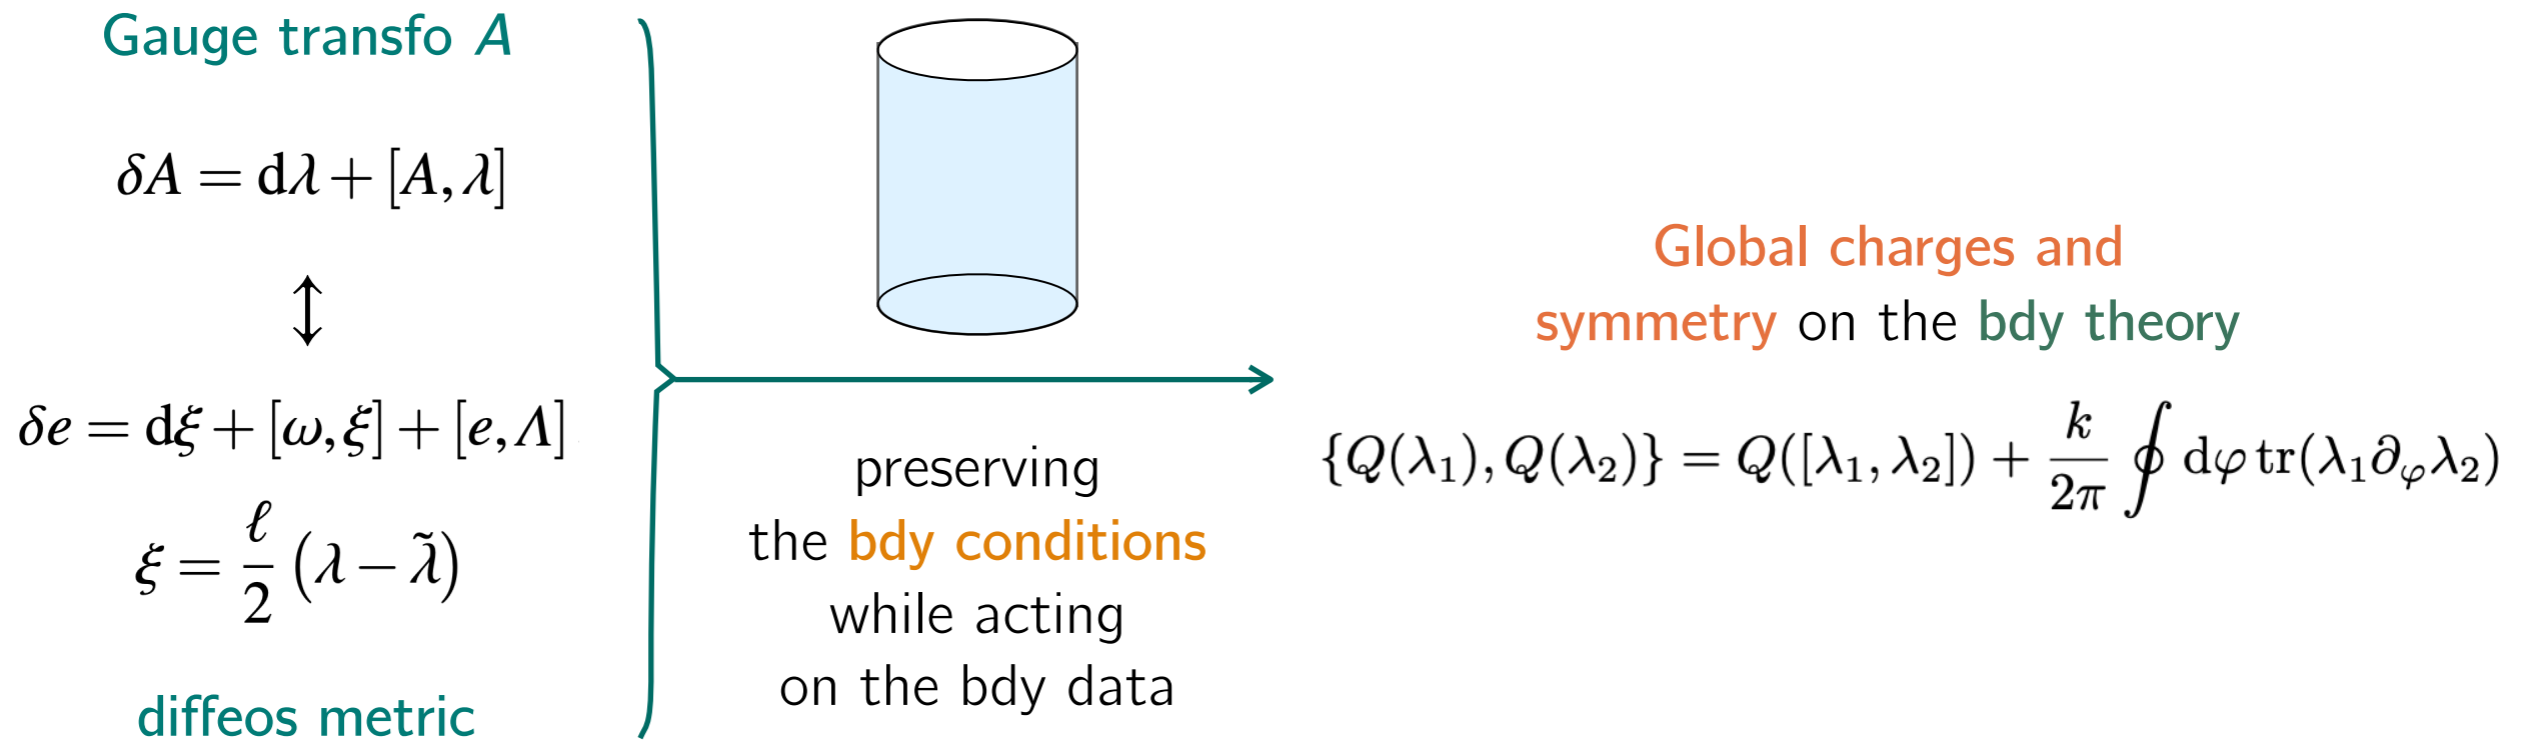 Gauge transfo A
δA = dλ + [A, λ]
↕
δe = dξ + [ω, ξ] + [e, Λ]
ξ = ℓ/2 (λ − λ̃)
diffeos metric
preserving
the bdy conditions
while acting
on the bdy data
Global charges and
symmetry on the bdy theory
{Q(λ₁), Q(λ₂)} = Q([λ₁, λ₂]) + k/2π ∮ dφ tr(λ₁∂φλ₂)